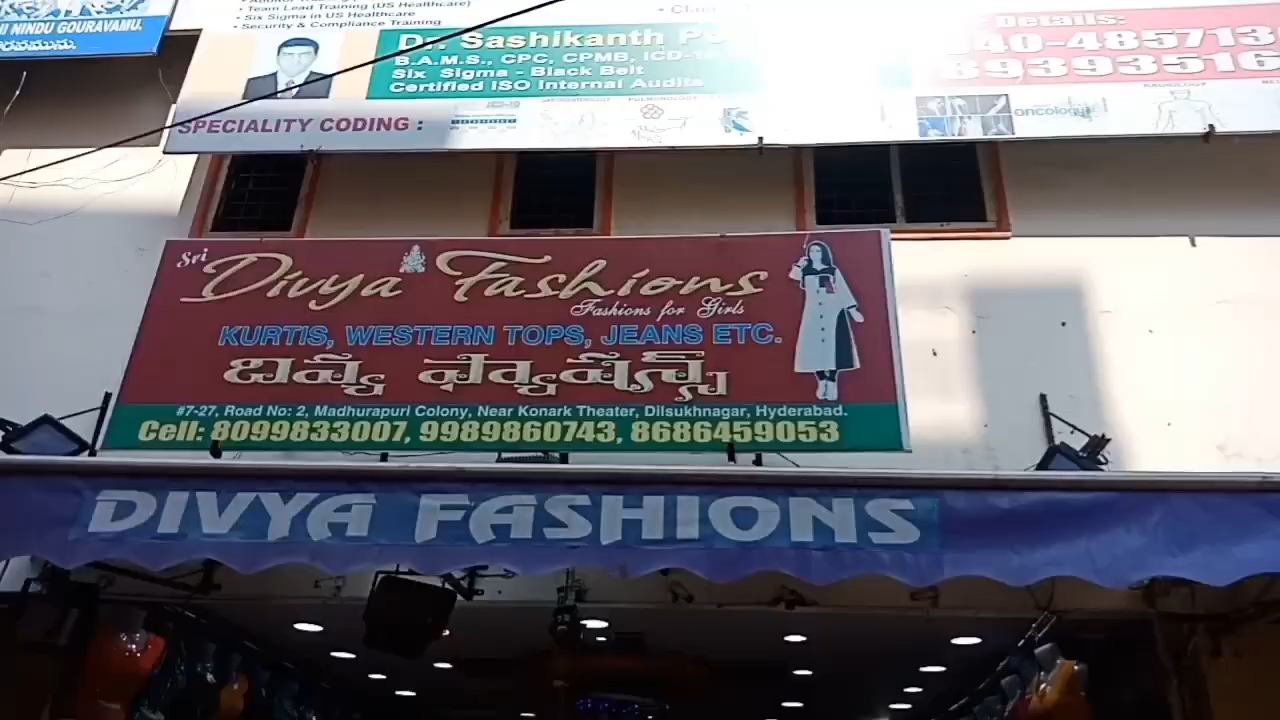 I NINDU GOURAVAMU.
• Team Lead Training (US Healthcare)
• Six Sigma in US Healthcare
• Security & Compliance Training
Dr. Sashikanth
B.A.M.S., CPC, CPMB,
Six Sigma - Black Belt
Certified ISO Internal Audits
Details:
SPECIALITY CODING :
oncology
Sri Divya Fashions
Fashions for Girls
KURTIS, WESTERN TOPS, JEANS ETC.
దివ్య ఫ్యాషన్స్
#7-27, Road No: 2, Madhurapuri Colony, Near Konark Theater, Dilsukhnagar, Hyderabad.
Cell: 8099833007, 9989860743, 8686459053
DIVYA FASHIONS